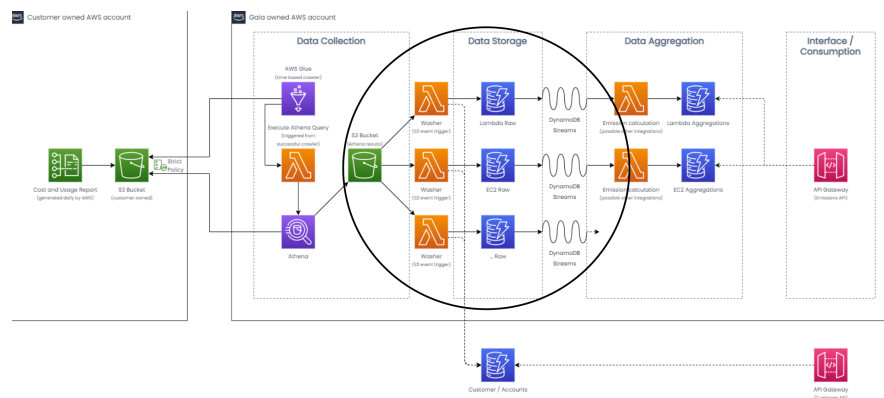 aws Customer owned AWS account
aws Gaia owned AWS account
Data Collection
Data Storage
Data Aggregation
Interface /
Consumption
AWS Glue
(time based crawler)
Execute Athena Query
(triggered from
successful crawler)
Athena
S3 Bucket
(Athena results)
Cost and Usage Report
(generated daily by AWS)
S3 Bucket
(customer owned)
Strict
Policy
Washer
(S3 event trigger)
Lambda Raw
DynamoDB
Streams
Emission calculation
(possible other integrations)
Lambda Aggregations
Washer
(S3 event trigger)
EC2 Raw
DynamoDB
Streams
Emission calculation
(possible other integrations)
EC2 Aggregations
API Gateway
(Emissions API)
Washer
(S3 event trigger)
... Raw
DynamoDB
Streams
Customer / Accounts
API Gateway
(Customer API)